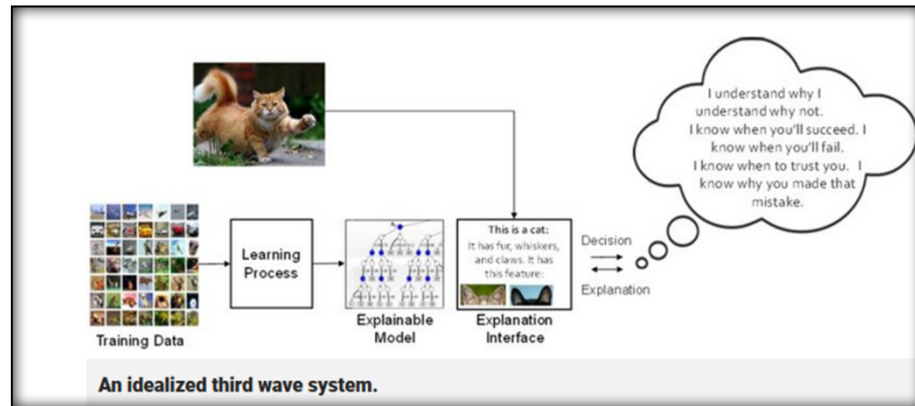 I understand why I
understand why not.
I know when you'll succeed. I
know when you'll fail.
I know when to trust you. I
know why you made that
mistake.
Learning
Process
This is a cat:
It has fur, whiskers,
and claws. It has
this feature:
Decision
Explanation
Training Data
Explainable
Model
Explanation
Interface
An idealized third wave system.